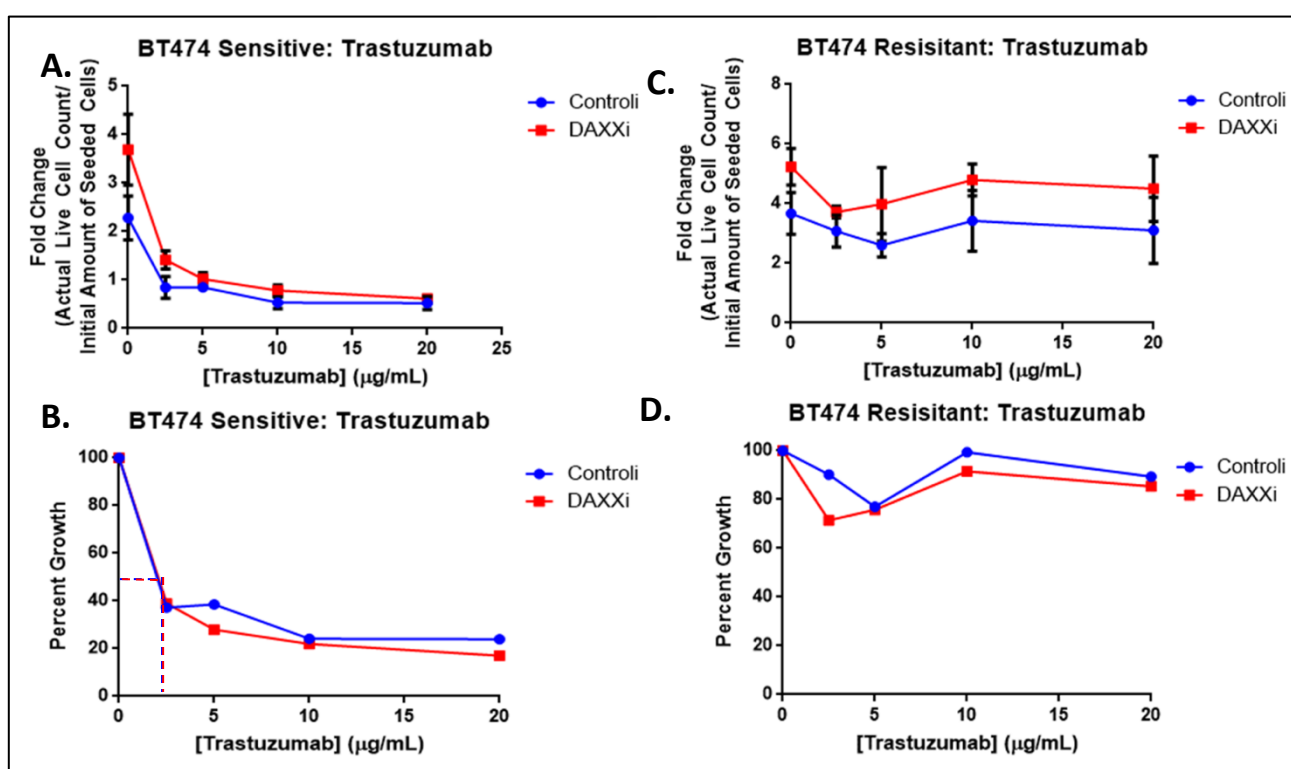 A.
BT474 Sensitive: Trastuzumab
Fold Change
(Actual Live Cell Count/
Initial Amount of Seeded Cells)
5
4
3
2
1
0
0 5 10 15 20 25
[Trastuzumab] (µg/mL)
Controli
DAXXi
B.
BT474 Sensitive: Trastuzumab
Percent Growth
100
80
60
40
20
0
0 5 10 15 20
[Trastuzumab] (µg/mL)
Controli
DAXXi
C.
BT474 Resisitant: Trastuzumab
Fold Change
(Actual Live Cell Count/
Initial Amount of Seeded Cells)
8
6
4
2
0
0 5 10 15 20
[Trastuzumab] (µg/mL)
Controli
DAXXi
D.
BT474 Resisitant: Trastuzumab
Percent Growth
100
80
60
40
20
0
0 5 10 15 20
[Trastuzumab] (µg/mL)
Controli
DAXXi